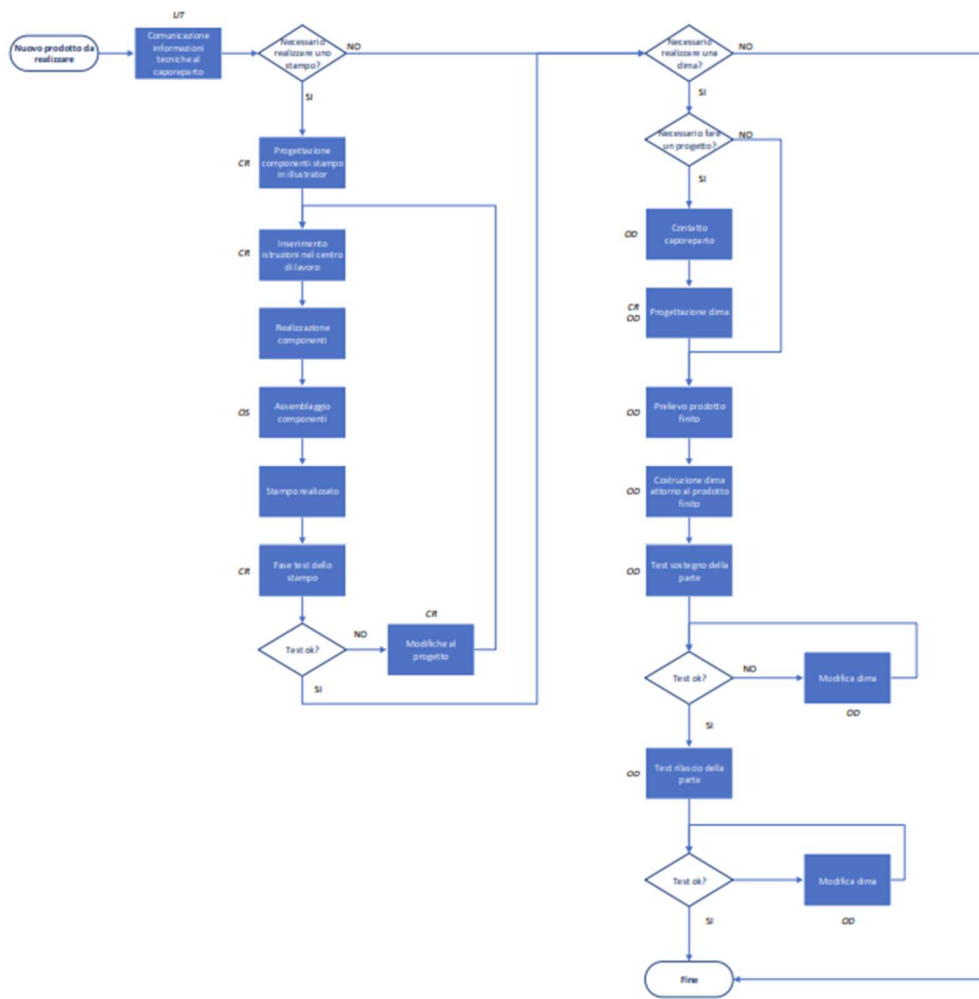 UT
Nuovo prodotto da
realizzare
Comunicazione
informazioni
tecniche al
caporeparto
Necessario
realizzare uno
stampo?
NO
SI
CR
Progettazione
componenti stampo
in illustrator
CR
Inserimento
istruzioni nel centro
di lavoro
Realizzazione
componenti
OS
Assemblaggio
componenti
Stampo realizzato
CR
Fase test dello
stampo
Test ok?
NO
CR
Modifiche al
progetto
SI
Necessario
realizzare una
dima?
NO
SI
Necessario fare
un progetto?
NO
SI
OD
Contatto
caporeparto
CR
OD
Progettazione dima
OD
Prelievo prodotto
finito
OD
Costruzione dima
attorno al prodotto
finito
OD
Test sostegno della
parte
Test ok?
NO
Modifica dima
OD
SI
OD
Test rilascio della
parte
Test ok?
Modifica dima
OD
SI
Fine